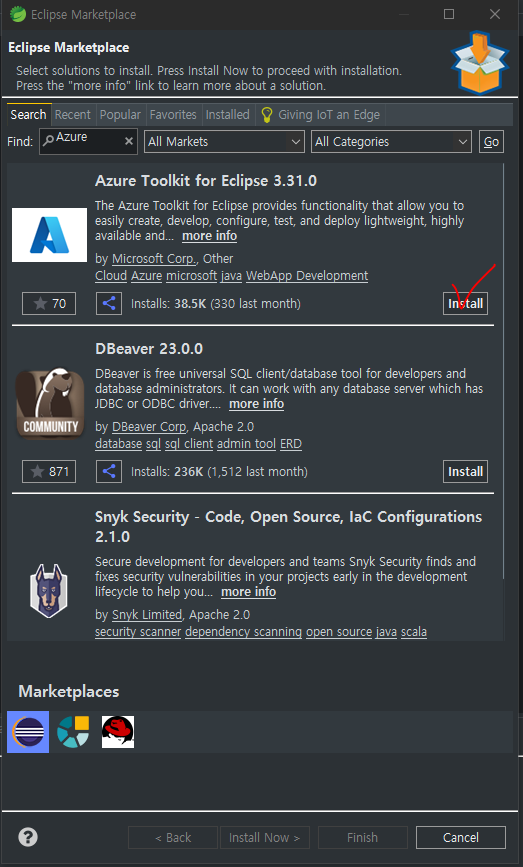 Eclipse Marketplace
Eclipse Marketplace
Select solutions to install. Press Install Now to proceed with installation.
Press the "more info" link to learn more about a solution.
Search Recent Popular Favorites Installed Giving IoT an Edge
Find: Azure All Markets All Categories Go
Azure Toolkit for Eclipse 3.31.0
The Azure Toolkit for Eclipse provides functionality that allow you to
easily create, develop, configure, test, and deploy lightweight, highly
available and... more info
by Microsoft Corp., Other
Cloud Azure microsoft java WebApp Development
70 Installs: 38.5K (330 last month) Install
DBeaver 23.0.0
DBeaver is free universal SQL client/database tool for developers and
database administrators. It can work with any database server which has
JDBC or ODBC driver.... more info
by DBeaver Corp, Apache 2.0
database sql sql client admin tool ERD
COMMUNITY
871 Installs: 236K (1,512 last month) Install
Snyk Security - Code, Open Source, IaC Configurations
2.1.0
Secure development for developers and teams Snyk Security finds and
fixes security vulnerabilities in your projects early in the development
lifecycle to help you... more info
by Snyk Limited, Apache 2.0
security scanner dependency scanning open source java scala
Marketplaces
? < Back Install Now > Finish Cancel